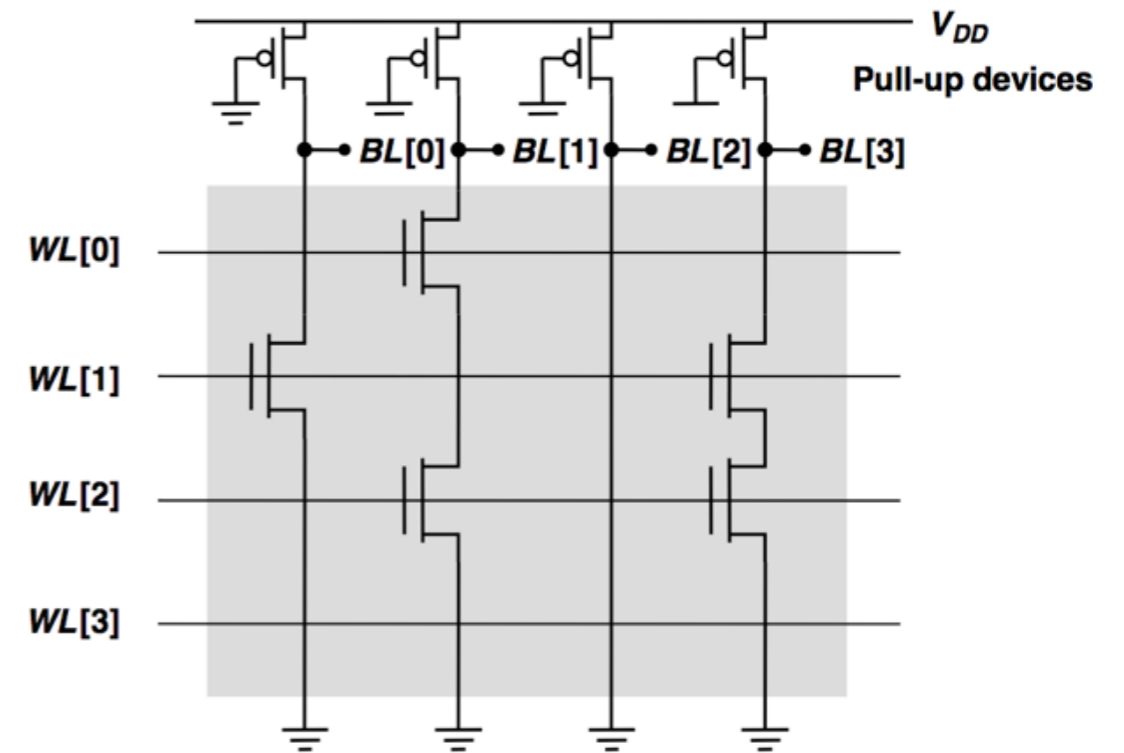 V_DD
Pull-up devices
BL[0] BL[1] BL[2] BL[3]
WL[0]
WL[1]
WL[2]
WL[3]